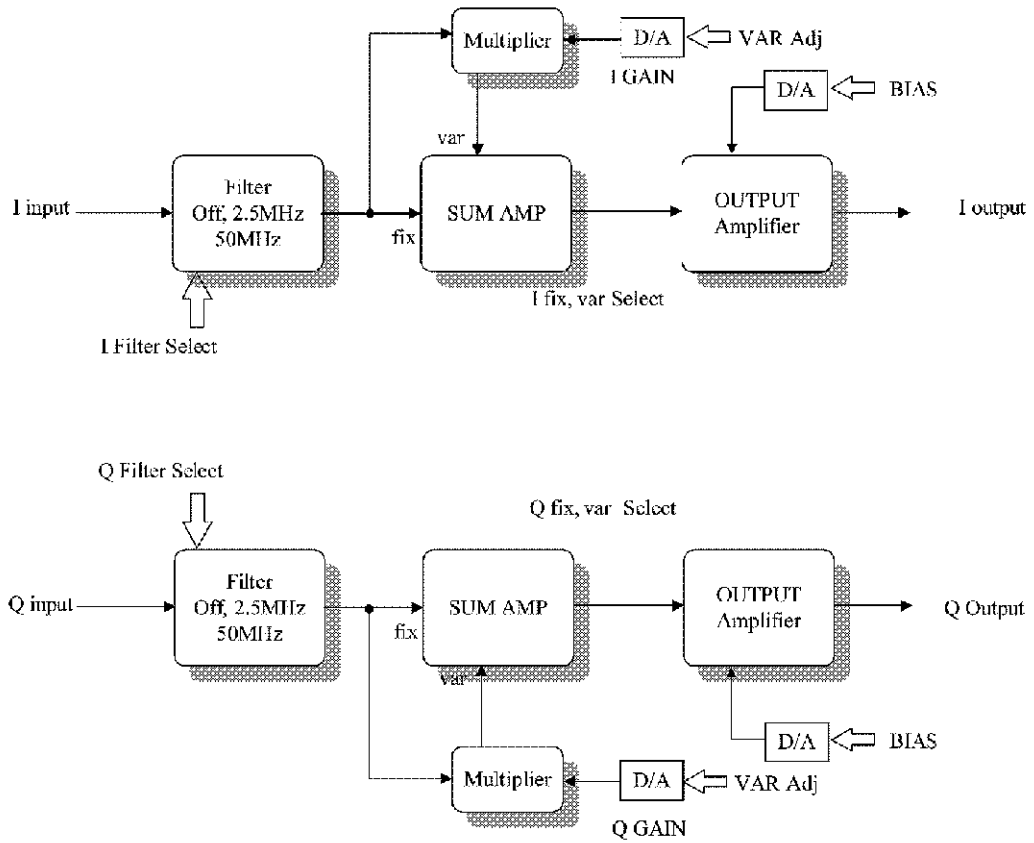 Multiplier
D/A
VAR Adj
I GAIN
D/A
BIAS
var
I input
Filter
Off, 2.5MHz
50MHz
fix
SUM AMP
OUTPUT
Amplifier
I output
I fix, var Select
I Filter Select
Q Filter Select
Q fix, var Select
Q input
Filter
Off, 2.5MHz
50MHz
fix
SUM AMP
OUTPUT
Amplifier
Q Output
var
D/A
BIAS
Multiplier
D/A
VAR Adj
Q GAIN